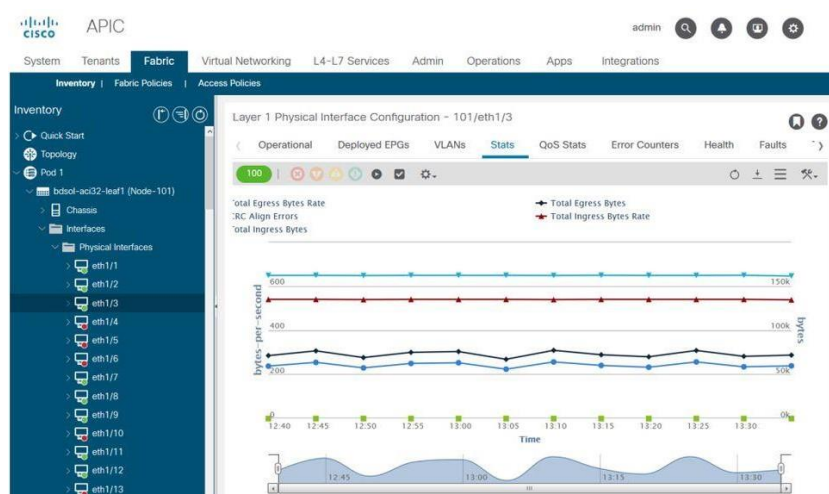 CISCO
APIC
admin
System Tenants Fabric Virtual Networking L4-L7 Services Admin Operations Apps Integrations
Inventory | Fabric Policies | Access Policies
Inventory
Quick Start
Topology
Pod 1
bdsol-aci32-leaf1 (Node-101)
Chassis
Interfaces
Physical Interfaces
eth1/1
eth1/2
eth1/3
eth1/4
eth1/5
eth1/6
eth1/7
eth1/8
eth1/9
eth1/10
eth1/11
eth1/12
eth1/13
Layer 1 Physical Interface Configuration - 101/eth1/3
Operational Deployed EPGs VLANs Stats QoS Stats Error Counters Health Faults
100
otal Egress Bytes Rate
Total Egress Bytes
RC Align Errors
Total Ingress Bytes Rate
otal Ingress Bytes
bytes-per-second
600
400
200
0
150k
100k
50k
0k
bytes
12:40 12:45 12:50 12:55 13:00 13:05 13:10 13:15 13:20 13:25 13:30
Time
12:45 13:00 13:15 13:30